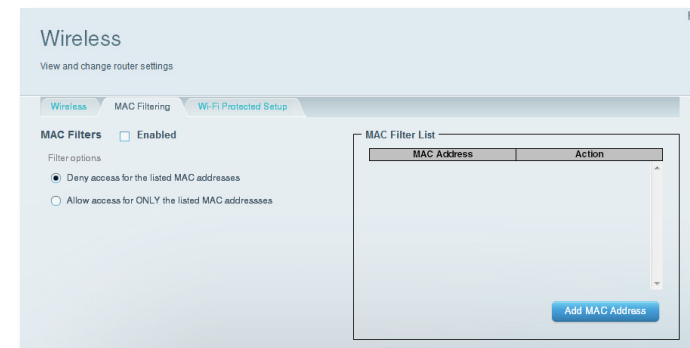 Wireless
View and change router settings
Wireless
MAC Filtering
Wi-Fi Protected Setup
MAC Filters
Enabled
Filter options
Deny access for the listed MAC addresses
Allow access for ONLY the listed MAC addressses
MAC Filter List
MAC Address
Action
Add MAC Address